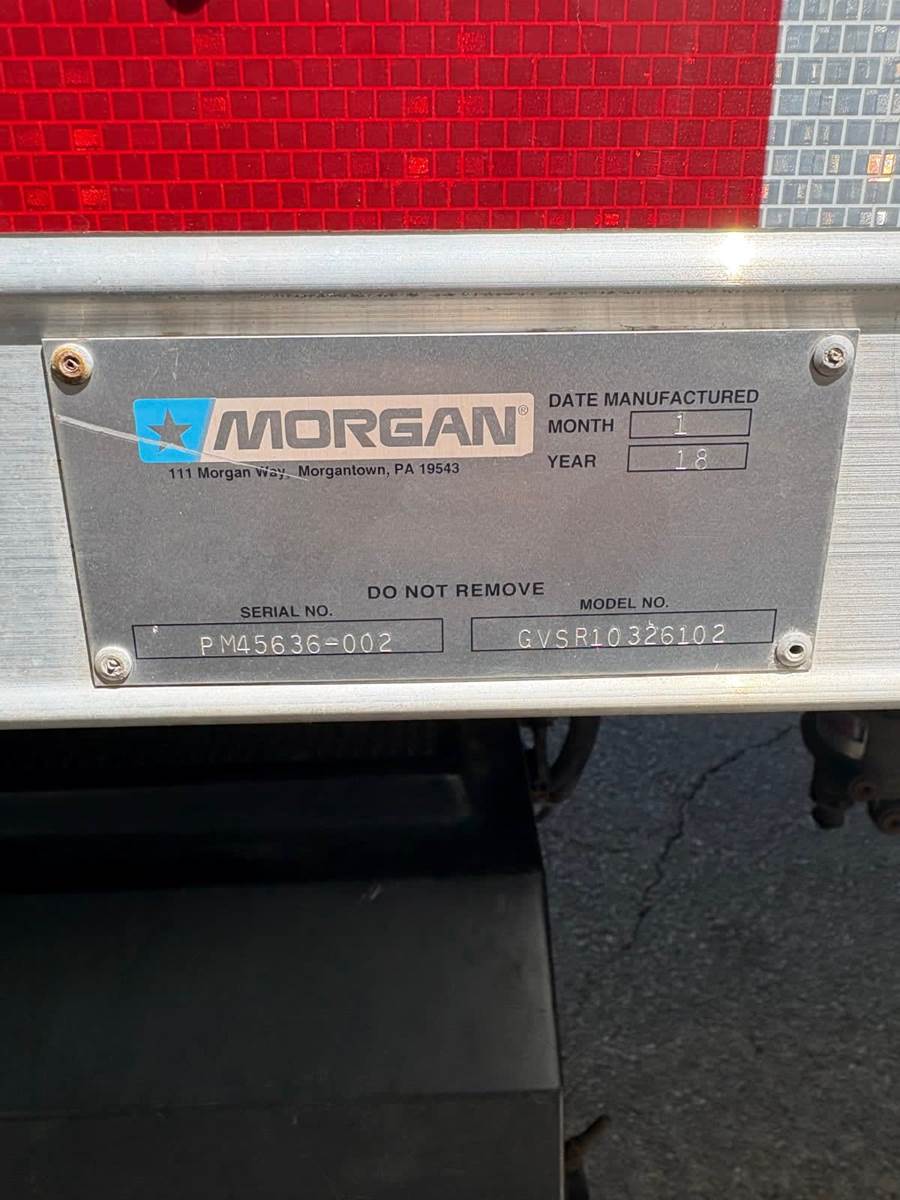 MORGAN®
111 Morgan Way, Morgantown, PA 19543
DATE MANUFACTURED
MONTH 1
YEAR 18
DO NOT REMOVE
SERIAL NO.
PM45636-002
MODEL NO.
GVSR10326102